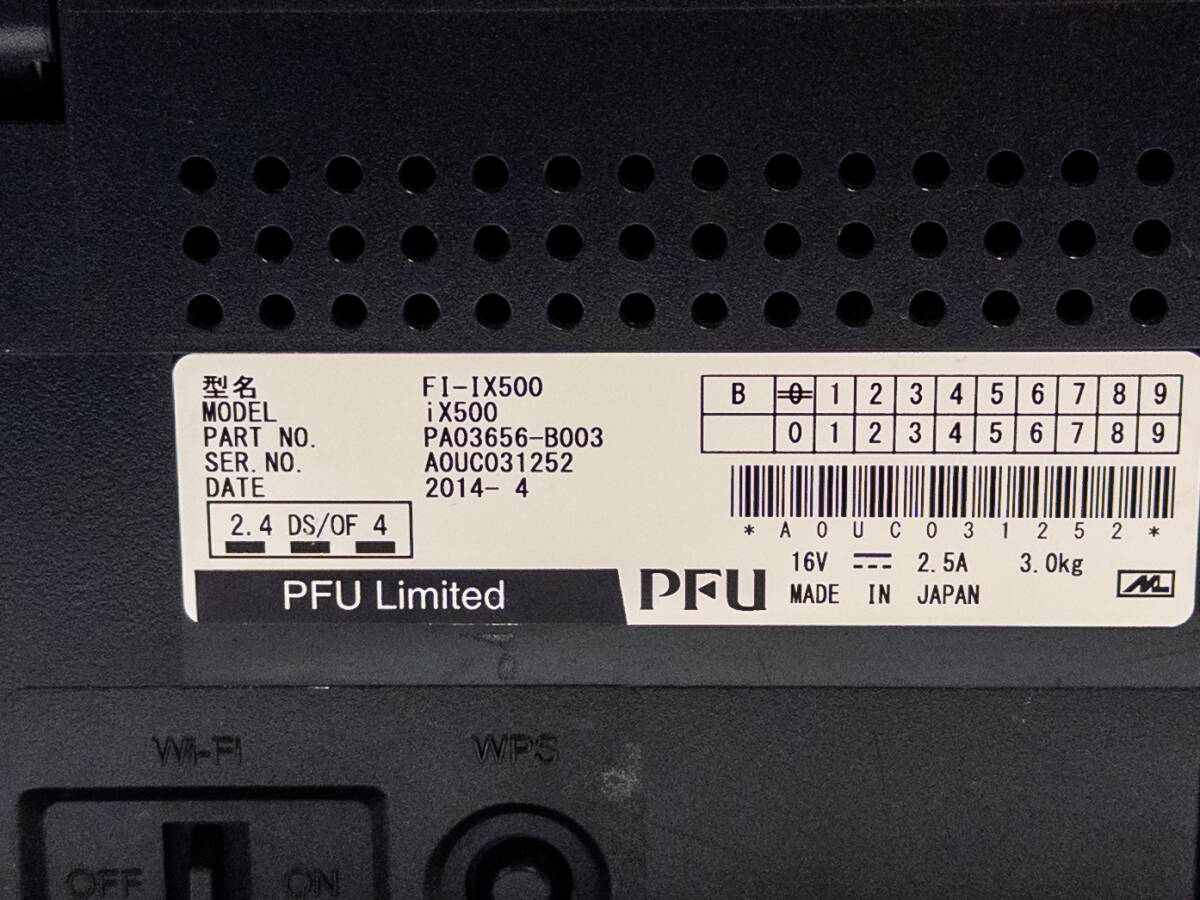 型名 FI-IX500
MODEL iX500
PART NO. PA03656-B003
SER. NO. A0UC031252
DATE 2014- 4
2.4 DS/OF 4
PFU Limited
B 0 1 2 3 4 5 6 7 8 9
0 1 2 3 4 5 6 7 8 9
*A0UC031252*
16V 2.5A 3.0kg
PFU MADE IN JAPAN
Wi-Fi WPS
OFF ON